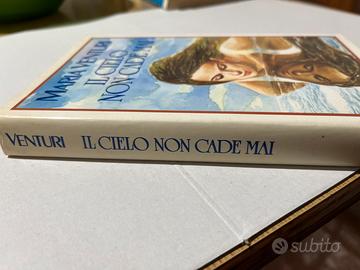 MARIA VENTURI
IL CIELO
NON CADE MAI
VENTURI IL CIELO NON CADE MAI
subito